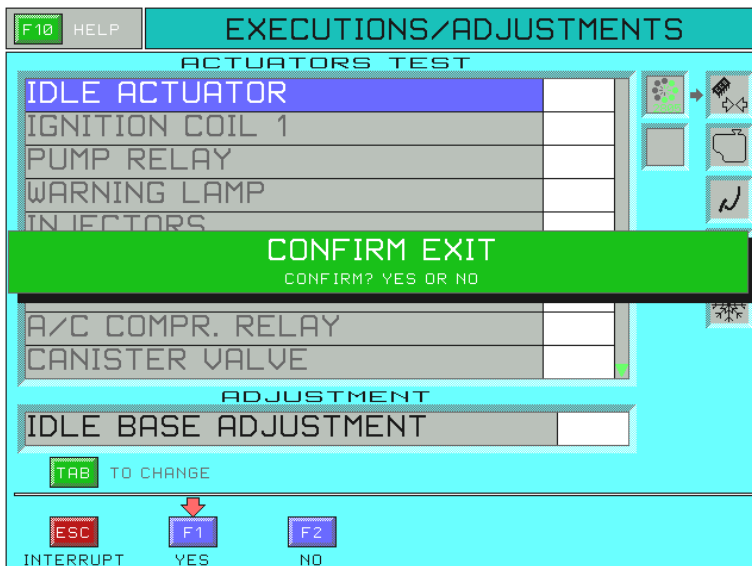 F10 HELP
EXECUTIONS/ADJUSTMENTS
ACTUATORS TEST
IDLE ACTUATOR
IGNITION COIL 1
PUMP RELAY
WARNING LAMP
INJECTORS
CONFIRM EXIT
CONFIRM? YES OR NO
A/C COMPR. RELAY
CANISTER VALVE
ADJUSTMENT
IDLE BASE ADJUSTMENT
TAB TO CHANGE
ESC F1 F2
INTERRUPT YES NO